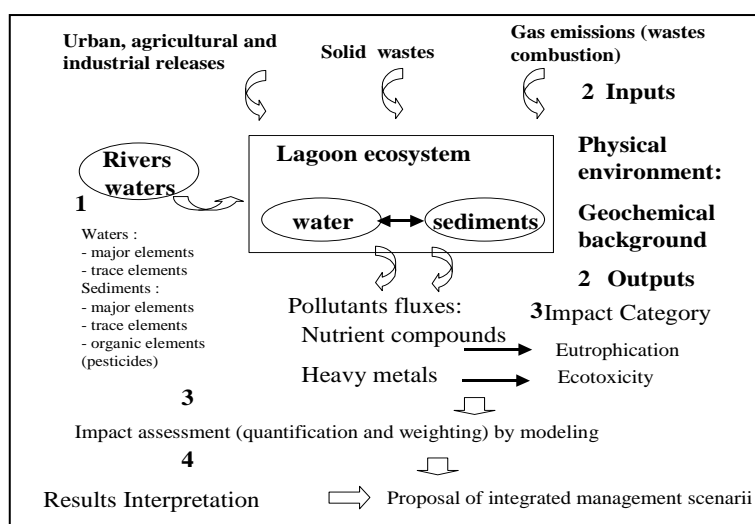 Urban, agricultural and
industrial releases
Solid wastes
Gas emissions (wastes
combustion)
2 Inputs
Rivers
waters
1
Lagoon ecosystem
water
sediments
Physical
environment:
Geochemical
background
Waters :
- major elements
- trace elements
Sediments :
- major elements
- trace elements
- organic elements
(pesticides)
2 Outputs
Pollutants fluxes:
3Impact Category
Nutrient compounds
Eutrophication
Heavy metals
Ecotoxicity
3
Impact assessment (quantification and weighting) by modeling
4
Results Interpretation
Proposal of integrated management scenarii